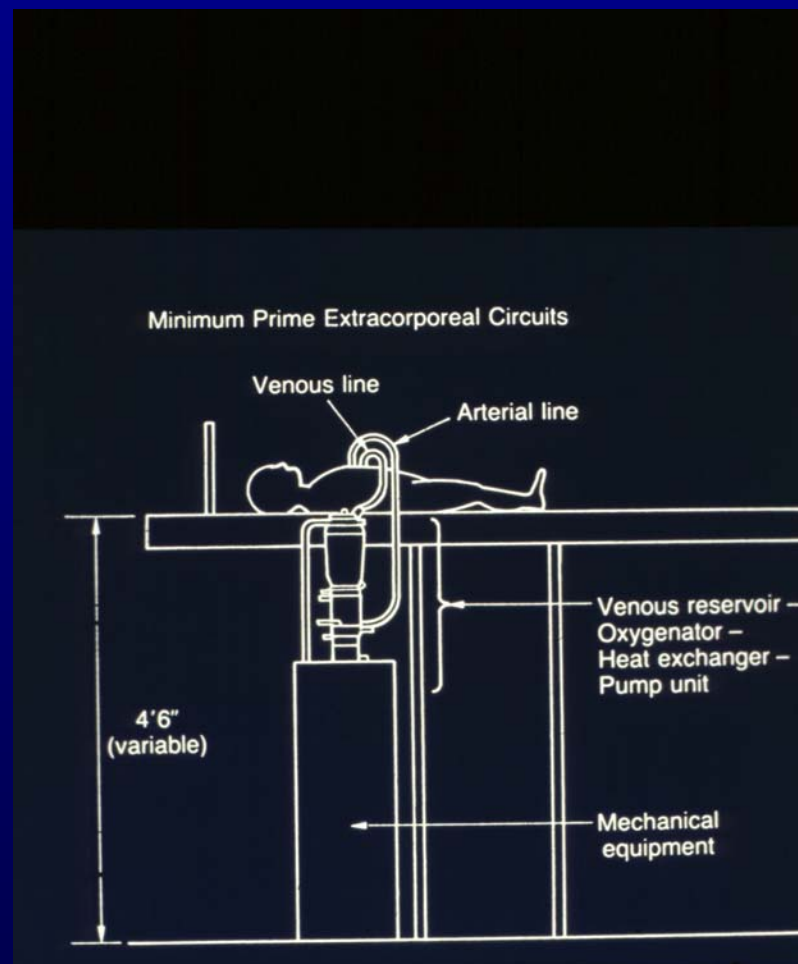 Minimum Prime Extracorporeal Circuits
Venous line
Arterial line
Venous reservoir –
Oxygenator –
Heat exchanger –
Pump unit
4'6"
(variable)
Mechanical
equipment